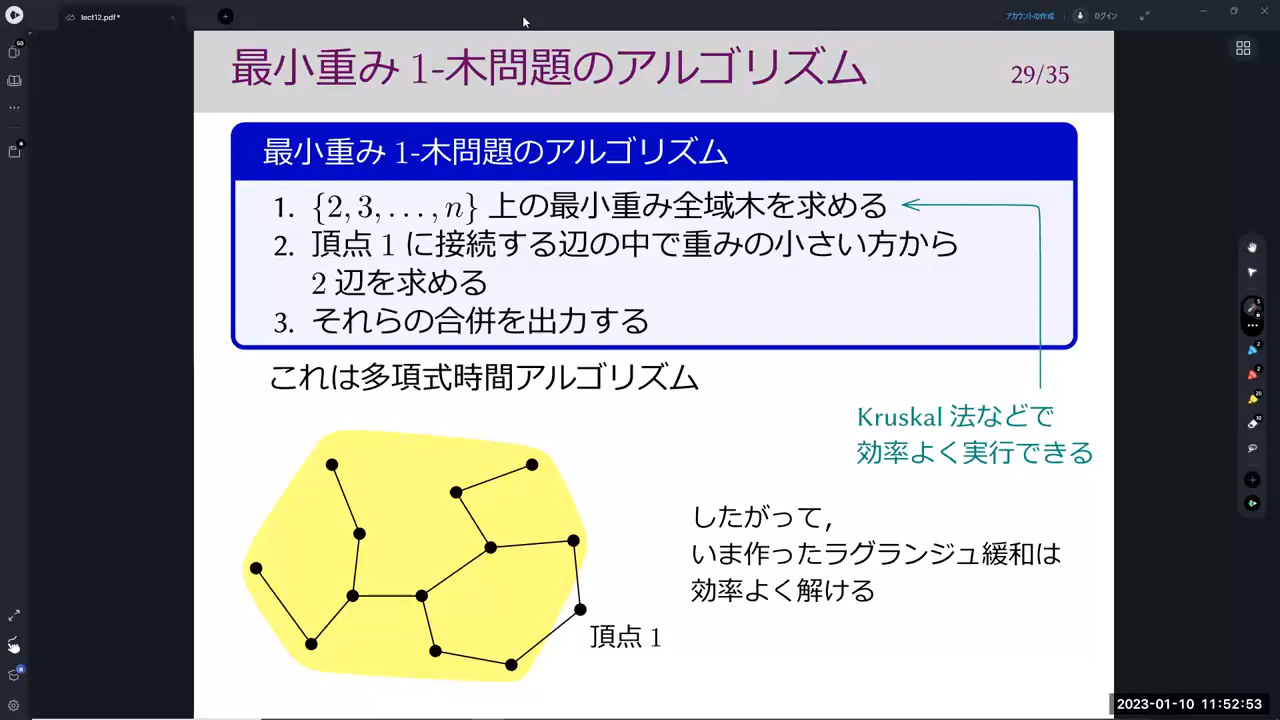 lect12.pdf*
アカウントの作成
ログイン
最小重み 1-木問題のアルゴリズム
29/35
最小重み 1-木問題のアルゴリズム
1. {2, 3, . . . , n} 上の最小重み全域木を求める
2. 頂点 1 に接続する辺の中で重みの小さい方から
2 辺を求める
3. それらの合併を出力する
これは多項式時間アルゴリズム
Kruskal 法などで
効率よく実行できる
したがって,
いま作ったラグランジュ緩和は
効率よく解ける
頂点 1
2023-01-10 11:52:53